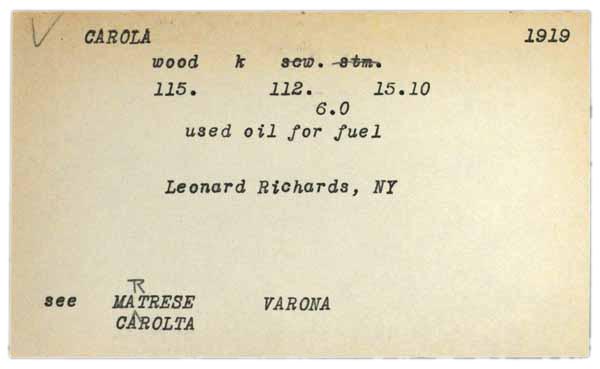 √ CAROLA 1919
wood k scw. stm.
115. 112. 15.10
6.0
used oil for fuel
Leonard Richards, NY
R
see MATRESE VARONA
CAROLTA